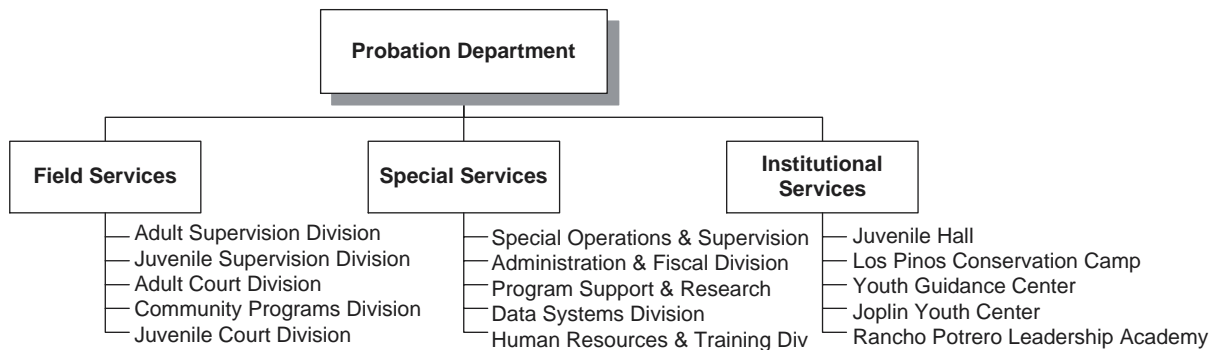 Probation Department
Field Services
Adult Supervision Division
Juvenile Supervision Division
Adult Court Division
Community Programs Division
Juvenile Court Division
Special Services
Special Operations & Supervision
Administration & Fiscal Division
Program Support & Research
Data Systems Division
Human Resources & Training Div
Institutional
Services
Juvenile Hall
Los Pinos Conservation Camp
Youth Guidance Center
Joplin Youth Center
Rancho Potrero Leadership Academy